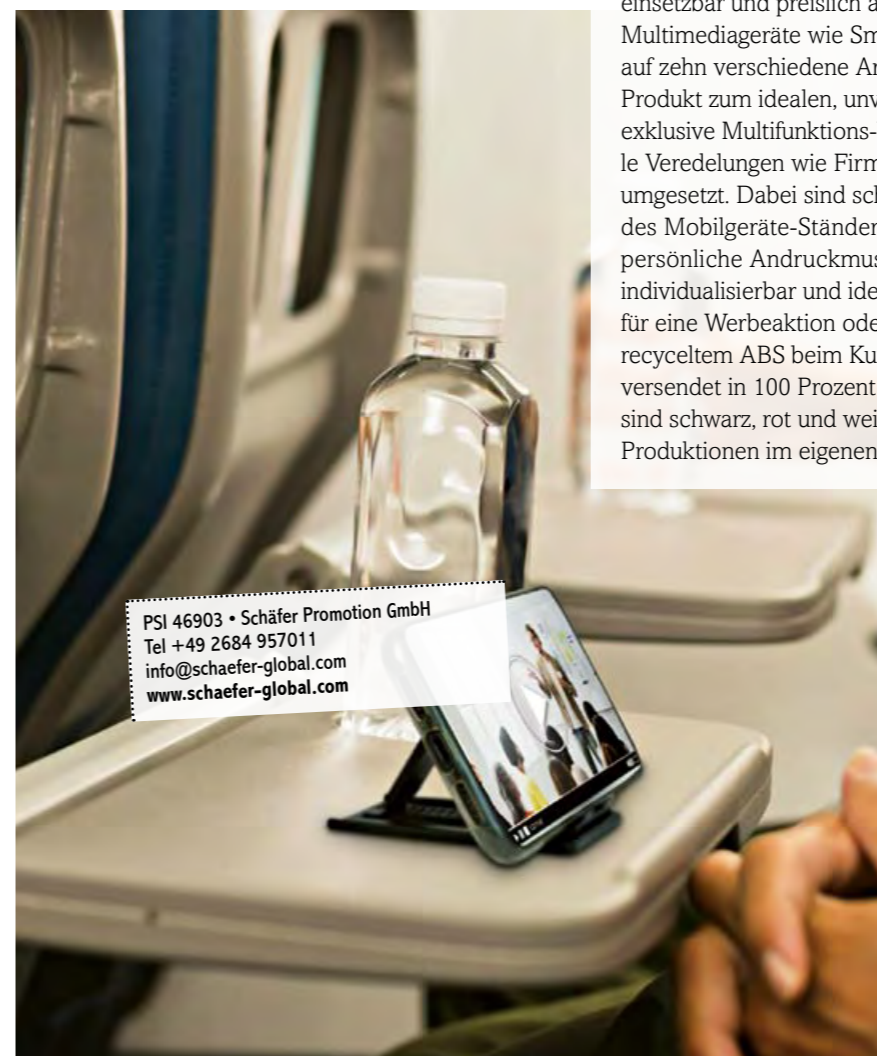 einsetzbar und preislich a
Multimediageräte wie Sm
auf zehn verschiedene Ar
Produkt zum idealen, unv
exklusive Multifunktions-
le Veredelungen wie Firm
umgesetzt. Dabei sind sch
des Mobilgeräte-Ständer
persönliche Andruckmus
individualisierbar und ide
für eine Werbeaktion ode
recyceltem ABS beim Ku
versendet in 100 Prozent
sind schwarz, rot und wei
Produktionen im eigenen
PSI 46903 • Schäfer Promotion GmbH
Tel +49 2684 957011
info@schaefer-global.com
www.schaefer-global.com